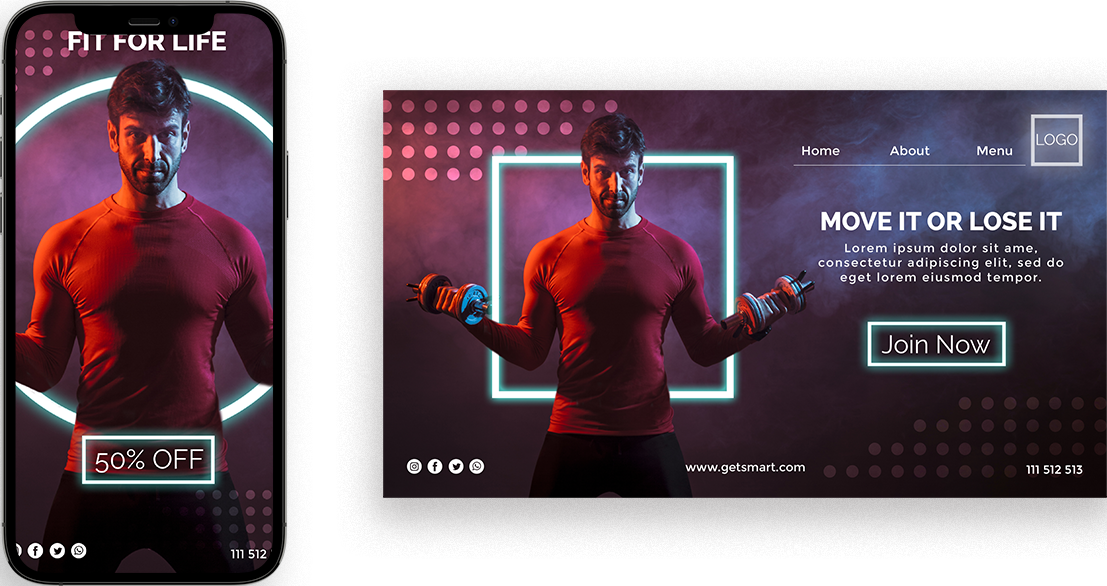 FIT FOR LIFE
50% OFF
111 512
Home About Menu
LOGO
MOVE IT OR LOSE IT
Lorem ipsum dolor sit ame,
consectetur adipiscing elit, sed do
eget lorem eiusmod tempor.
Join Now
www.getsmart.com
111 512 513